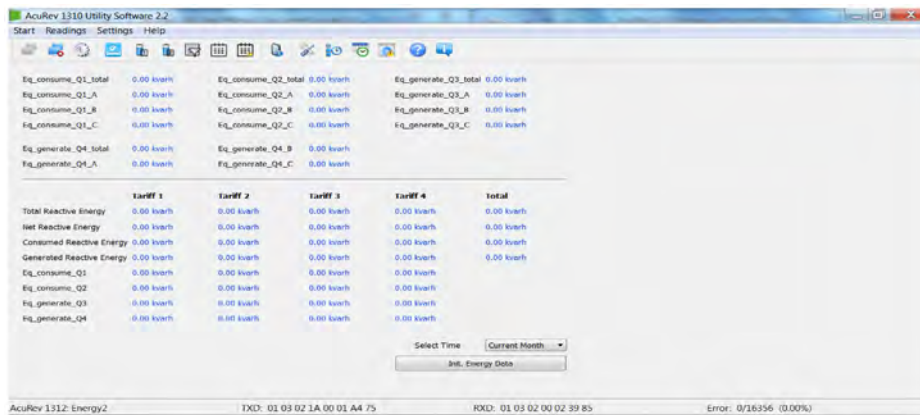 AcuRev 1310 Utility Software 2.2
Start Readings Settings Help
Eq_consume_Q1_total 0.00 kvarh Eq_consume_Q2_total 0.00 kvarh Eq_generate_Q3_total 0.00 kvarh
Eq_consume_Q1_A 0.00 kvarh Eq_consume_Q2_A 0.00 kvarh Eq_generate_Q3_A 0.00 kvarh
Eq_consume_Q1_B 0.00 kvarh Eq_consume_Q2_B 0.00 kvarh Eq_generate_Q3_B 0.00 kvarh
Eq_consume_Q1_C 0.00 kvarh Eq_consume_Q2_C 0.00 kvarh Eq_generate_Q3_C 0.00 kvarh
Eq_generate_Q4_total 0.00 kvarh Eq_generate_Q4_B 0.00 kvarh
Eq_generate_Q4_A 0.00 kvarh Eq_generate_Q4_C 0.00 kvarh
Tariff 1 Tariff 2 Tariff 3 Tariff 4 Total
Total Reactive Energy 0.00 kvarh 0.00 kvarh 0.00 kvarh 0.00 kvarh 0.00 kvarh
Net Reactive Energy 0.00 kvarh 0.00 kvarh 0.00 kvarh 0.00 kvarh 0.00 kvarh
Consumed Reactive Energy 0.00 kvarh 0.00 kvarh 0.00 kvarh 0.00 kvarh 0.00 kvarh
Generated Reactive Energy 0.00 kvarh 0.00 kvarh 0.00 kvarh 0.00 kvarh 0.00 kvarh
Eq_consume_Q1 0.00 kvarh 0.00 kvarh 0.00 kvarh 0.00 kvarh
Eq_consume_Q2 0.00 kvarh 0.00 kvarh 0.00 kvarh 0.00 kvarh
Eq_generate_Q3 0.00 kvarh 0.00 kvarh 0.00 kvarh 0.00 kvarh
Eq_generate_Q4 0.00 kvarh 0.00 kvarh 0.00 kvarh 0.00 kvarh
Select Time Current Month
Init. Energy Data
AcuRev 1312: Energy2 TXD: 01 03 02 1A 00 01 A4 75 RXD: 01 03 02 00 02 39 85 Error: 0/16356 (0.00%)